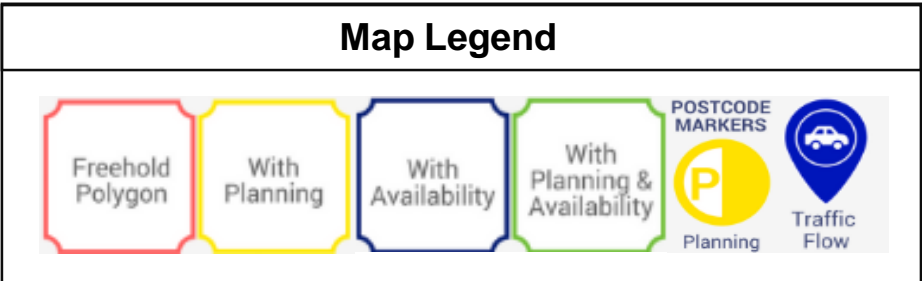 Map Legend
Freehold
Polygon
With
Planning
With
Availability
With
Planning &
Availability
POSTCODE
MARKERS
P
Planning
Traffic
Flow